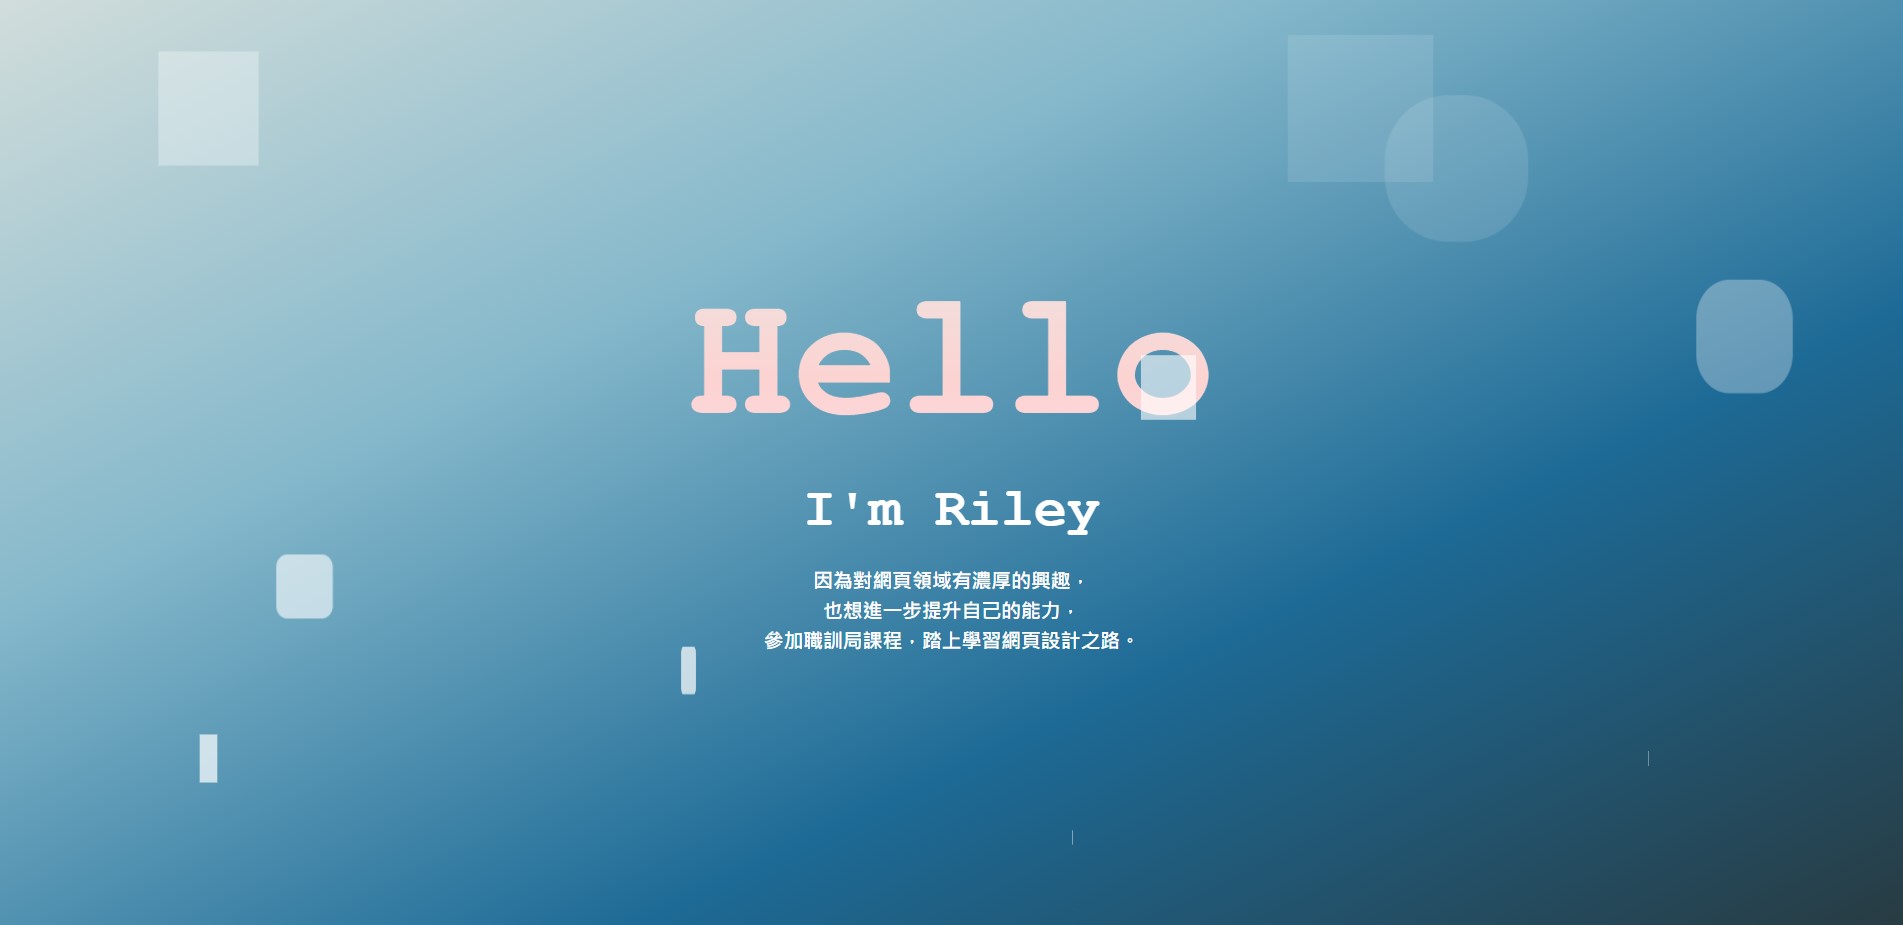 Hello
I'm Riley
因為對網頁領域有濃厚的興趣，
也想進一步提升自己的能力，
參加職訓局課程，踏上學習網頁設計之路。